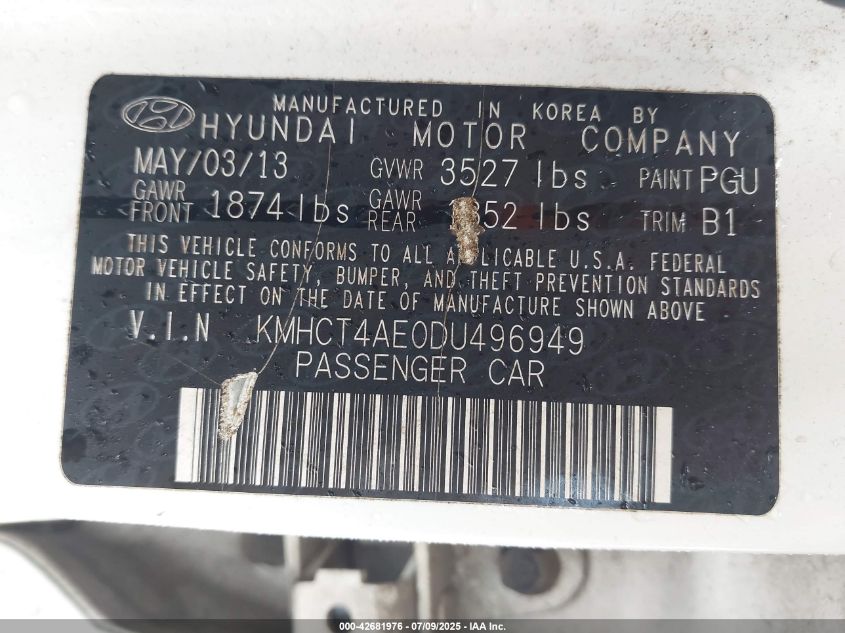 MANUFACTURED IN KOREA BY
HYUNDAI MOTOR COMPANY
MAY/03/13 GVWR 3527 lbs PAINT PGU
GAWR FRONT 1874 lbs GAWR REAR 852 lbs TRIM B1
THIS VEHICLE CONFORMS TO ALL APPLICABLE U.S.A. FEDERAL
MOTOR VEHICLE SAFETY, BUMPER, AND THEFT PREVENTION STANDARDS
IN EFFECT ON THE DATE OF MANUFACTURE SHOWN ABOVE
V.I.N KMHCT4AE0DU496949
PASSENGER CAR
000-42681976 | 07/09/2025 - IAA Inc.